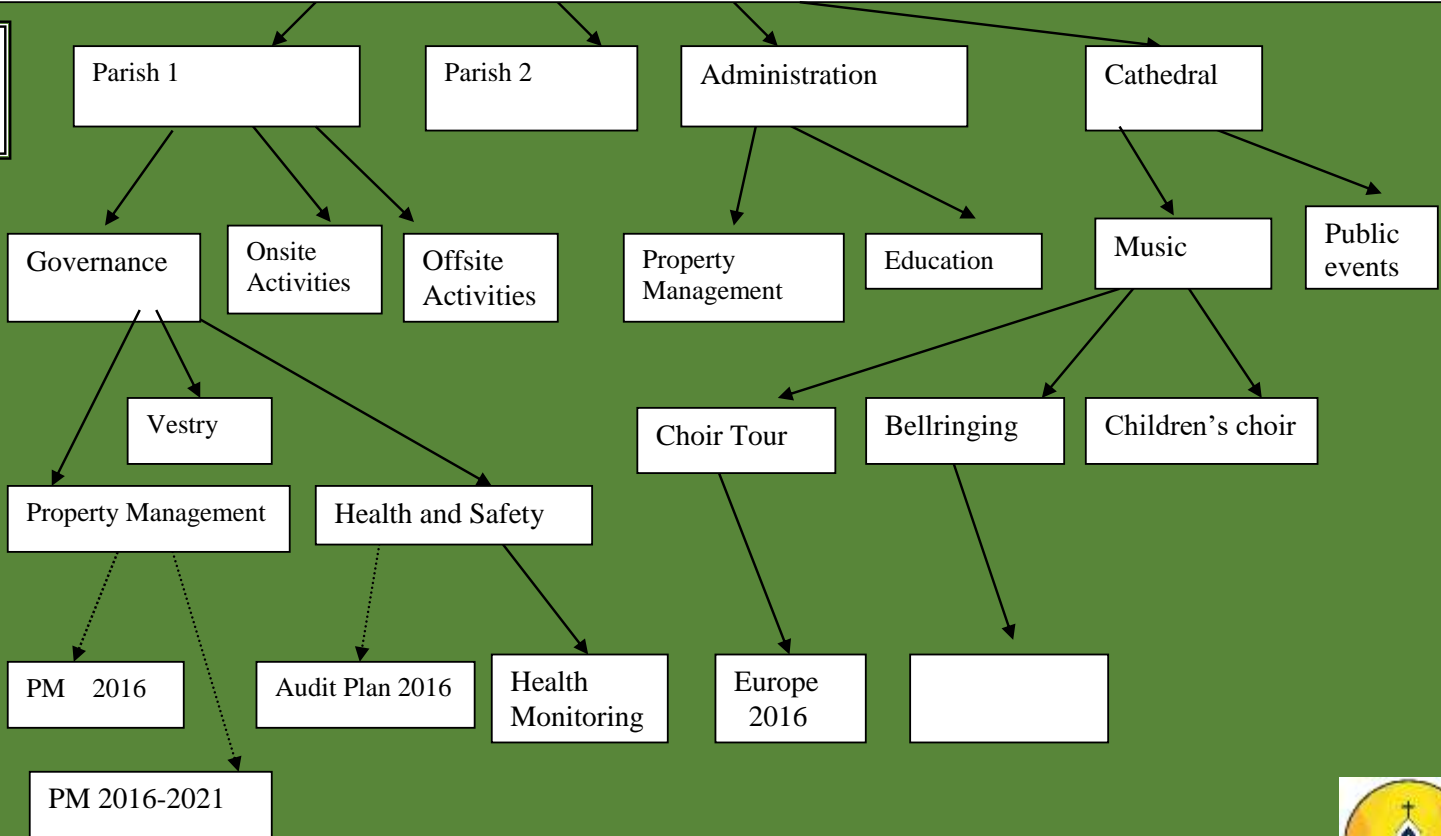 Parish 1
Parish 2
Administration
Cathedral
Governance
Onsite
Activities
Offsite
Activities
Property
Management
Education
Music
Public
events
Vestry
Choir Tour
Bellringing
Children’s choir
Property Management
Health and Safety
PM 2016
Audit Plan 2016
Health
Monitoring
Europe
2016
PM 2016-2021